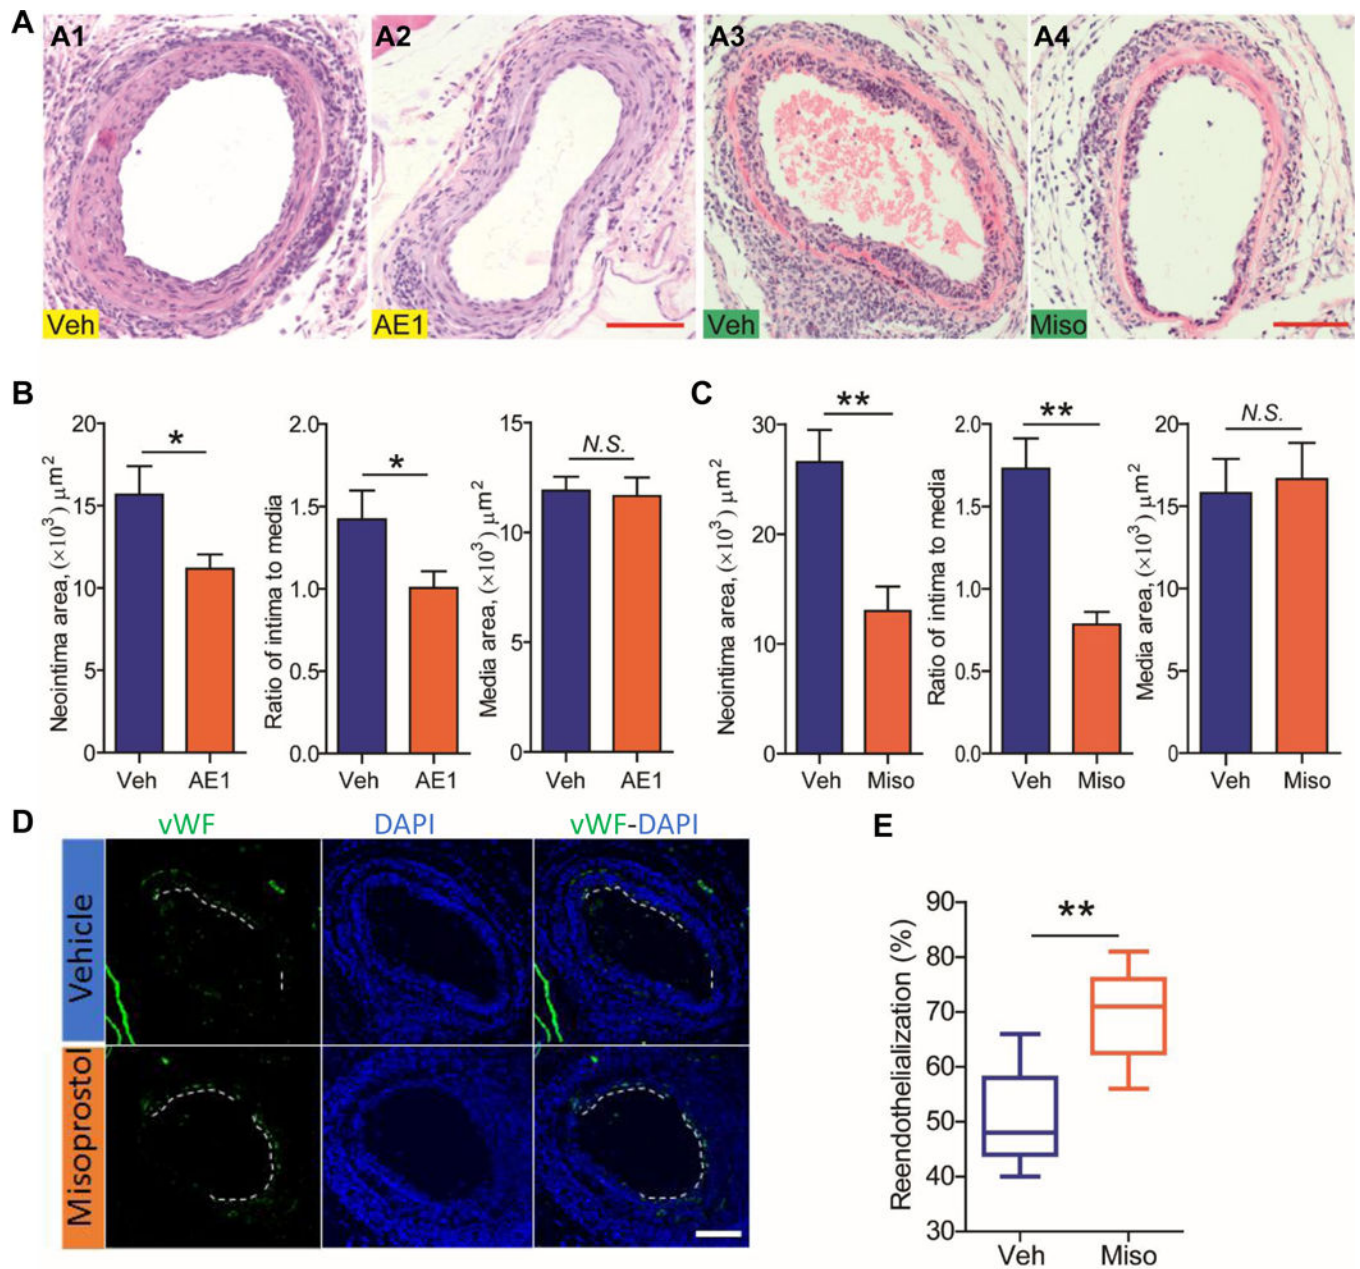 A
A1
A2
A3
A4
Veh
AE1
Veh
Miso
B
Neointima area, (×10³) μm²
20
15
10
5
0
*
Veh AE1
Ratio of intima to media
2.0
1.5
1.0
0.5
0.0
*
Veh AE1
Media area, (×10³) μm²
15
12
9
6
3
0
N.S.
Veh AE1
C
Neointima area, (×10³) μm²
30
20
10
0
**
Veh Miso
Ratio of intima to media
2.0
1.5
1.0
0.5
0.0
**
Veh Miso
Media area, (×10³) μm²
20
15
10
5
0
N.S.
Veh Miso
D
vWF
DAPI
vWF-DAPI
Vehicle
Misoprostol
E
Reendothelialization (%)
90
80
70
60
50
40
30
**
Veh Miso